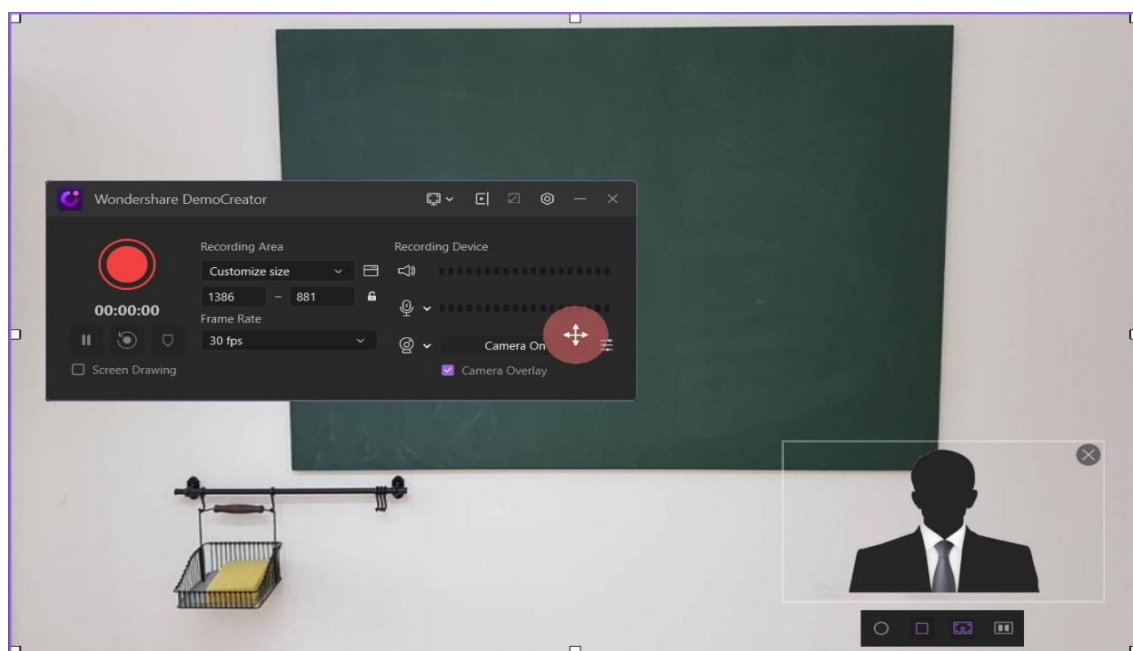 Wondershare DemoCreator
Recording Area
Recording Device
Customize size
1386 – 881
00:00:00
Frame Rate
30 fps
Camera On
Screen Drawing
Camera Overlay